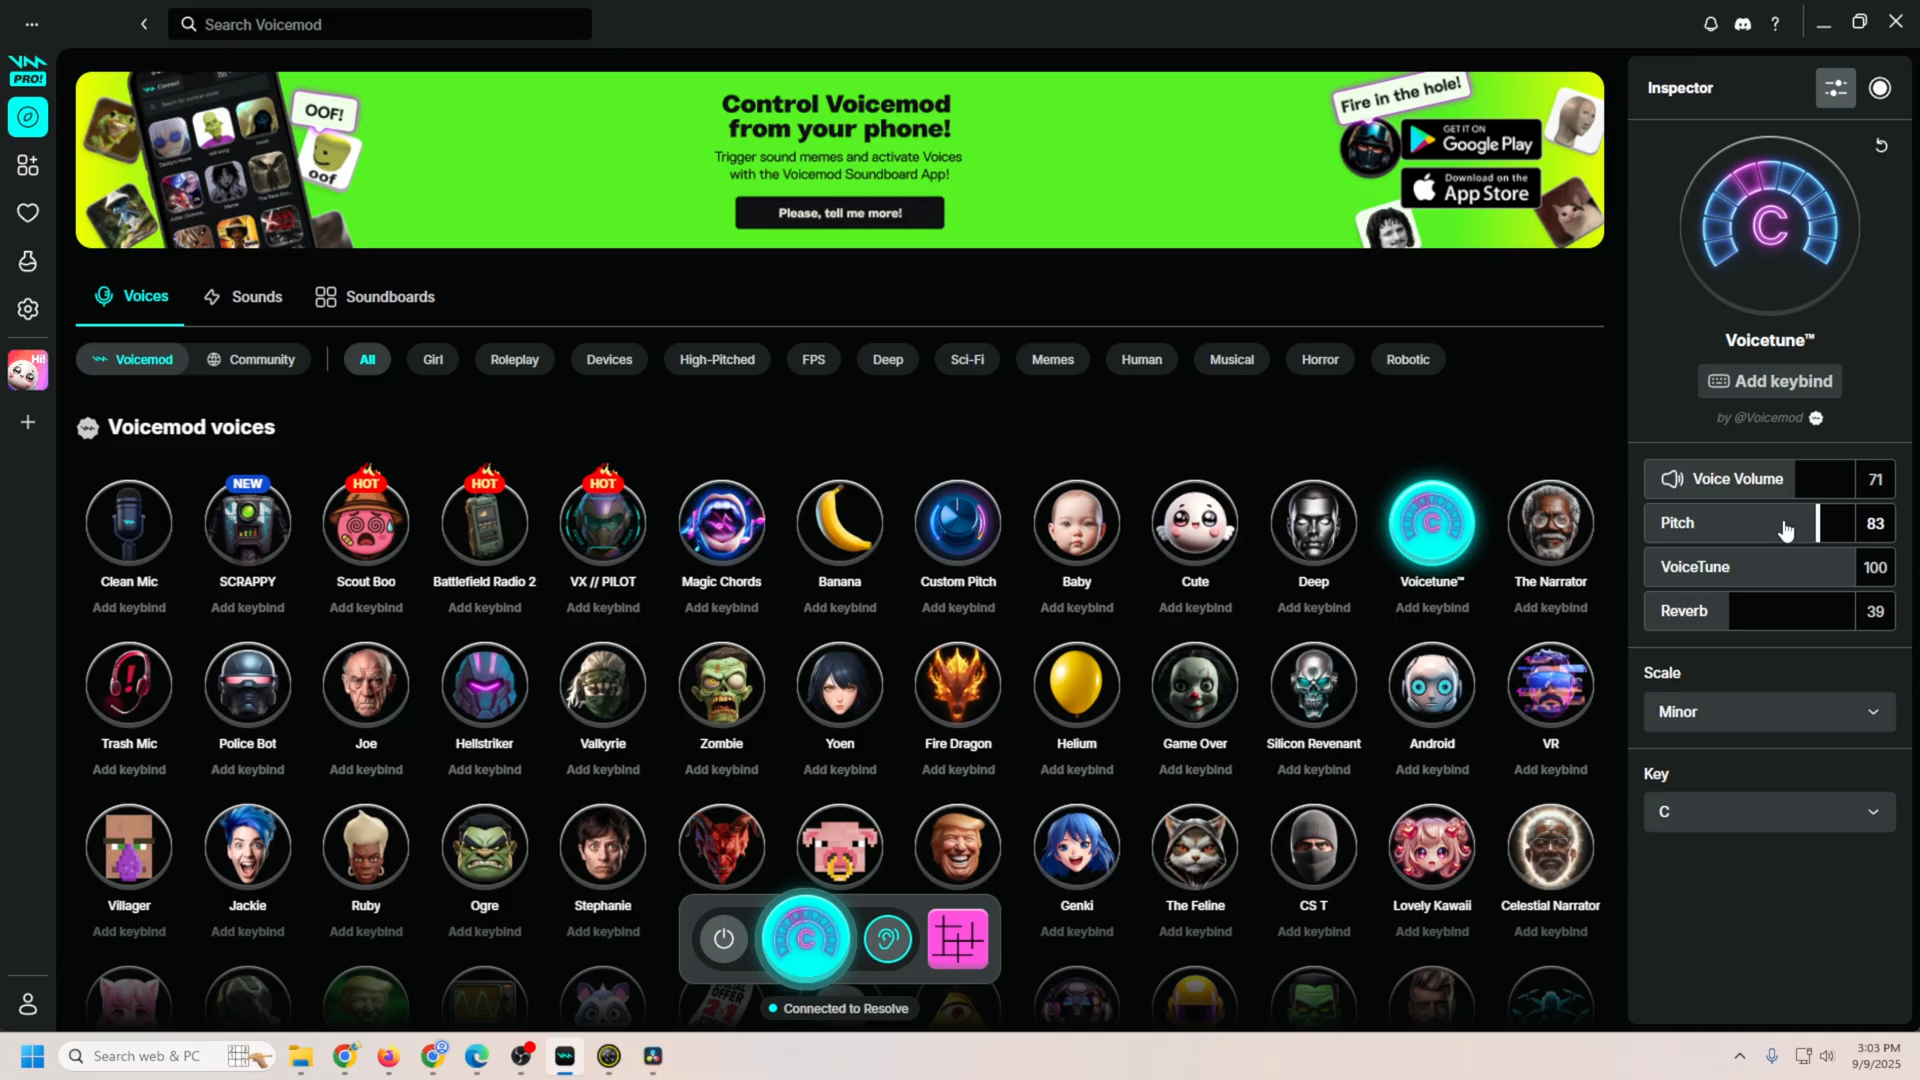 Search Voicemod
PRO!
OOF!
oof
Control Voicemod
from your phone!
Trigger sound memes and activate Voices
with the Voicemod Soundboard App!
Please, tell me more!
Fire in the hole!
GET IT ON
Google Play
Download on the
App Store
Voices
Sounds
Soundboards
Voicemod
Community
All
Girl
Roleplay
Devices
High-Pitched
FPS
Deep
Sci-Fi
Memes
Human
Musical
Horror
Robotic
Voicemod voices
NEW
HOT
HOT
HOT
Clean Mic
SCRAPPY
Scout Boo
Battlefield Radio 2
VX // PILOT
Magic Chords
Banana
Custom Pitch
Baby
Cute
Deep
Voicetune™
The Narrator
Add keybind
Add keybind
Add keybind
Add keybind
Add keybind
Add keybind
Add keybind
Add keybind
Add keybind
Add keybind
Add keybind
Add keybind
Add keybind
Trash Mic
Police Bot
Joe
Hellstriker
Valkyrie
Zombie
Yoen
Fire Dragon
Helium
Game Over
Silicon Revenant
Android
VR
Add keybind
Add keybind
Add keybind
Add keybind
Add keybind
Add keybind
Add keybind
Add keybind
Add keybind
Add keybind
Add keybind
Add keybind
Add keybind
Villager
Jackie
Ruby
Ogre
Stephanie
Genki
The Feline
CS T
Lovely Kawaii
Celestial Narrator
Add keybind
Add keybind
Add keybind
Add keybind
Add keybind
Add keybind
Add keybind
Add keybind
Add keybind
Add keybind
C
Connected to Resolve
Inspector
C
Voicetune™
Add keybind
by @Voicemod
Voice Volume 71
Pitch 83
VoiceTune 100
Reverb 39
Scale
Minor
Key
C
Hi!
Search web & PC
3:03 PM
9/9/2025